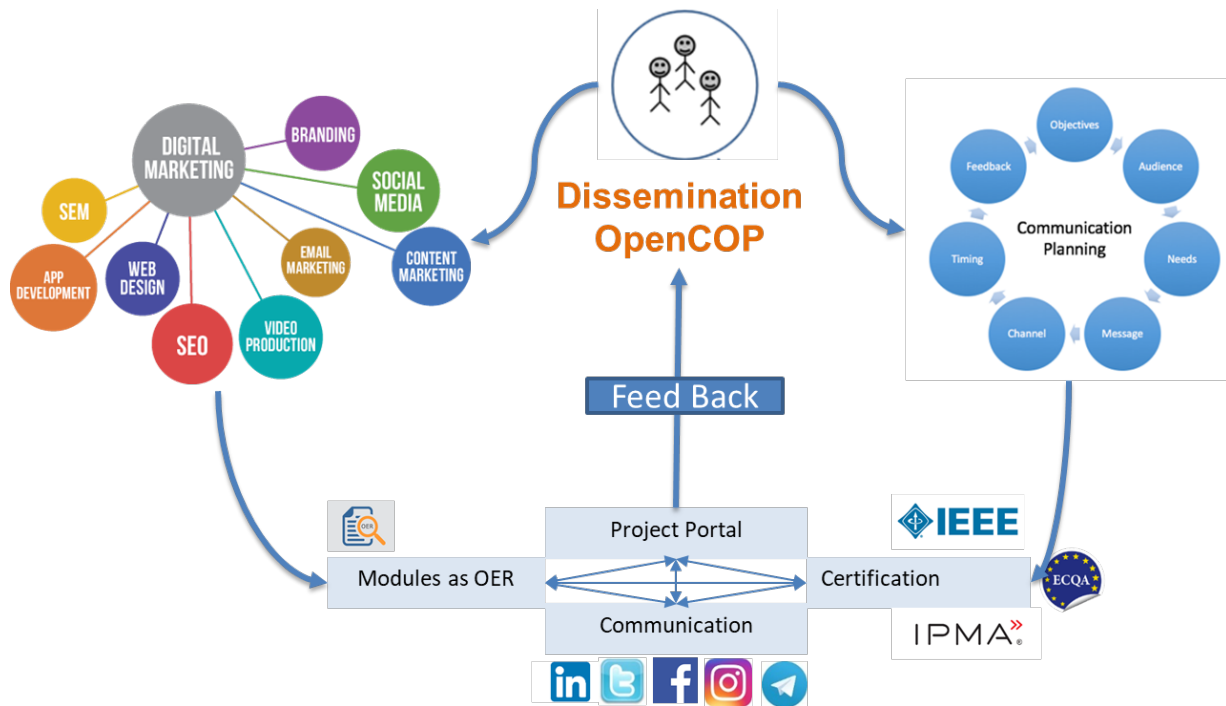 DIGITAL
MARKETING
BRANDING
SOCIAL
MEDIA
SEM
EMAIL
MARKETING
CONTENT
MARKETING
APP
DEVELOPMENT
WEB
DESIGN
SEO
VIDEO
PRODUCTION
Dissemination
OpenCOP
Objectives
Audience
Needs
Message
Channel
Timing
Feedback
Communication
Planning
Feed Back
OER
Modules as OER
Project Portal
Communication
Certification
IEEE
ECQA
IPMA®
in
t
f